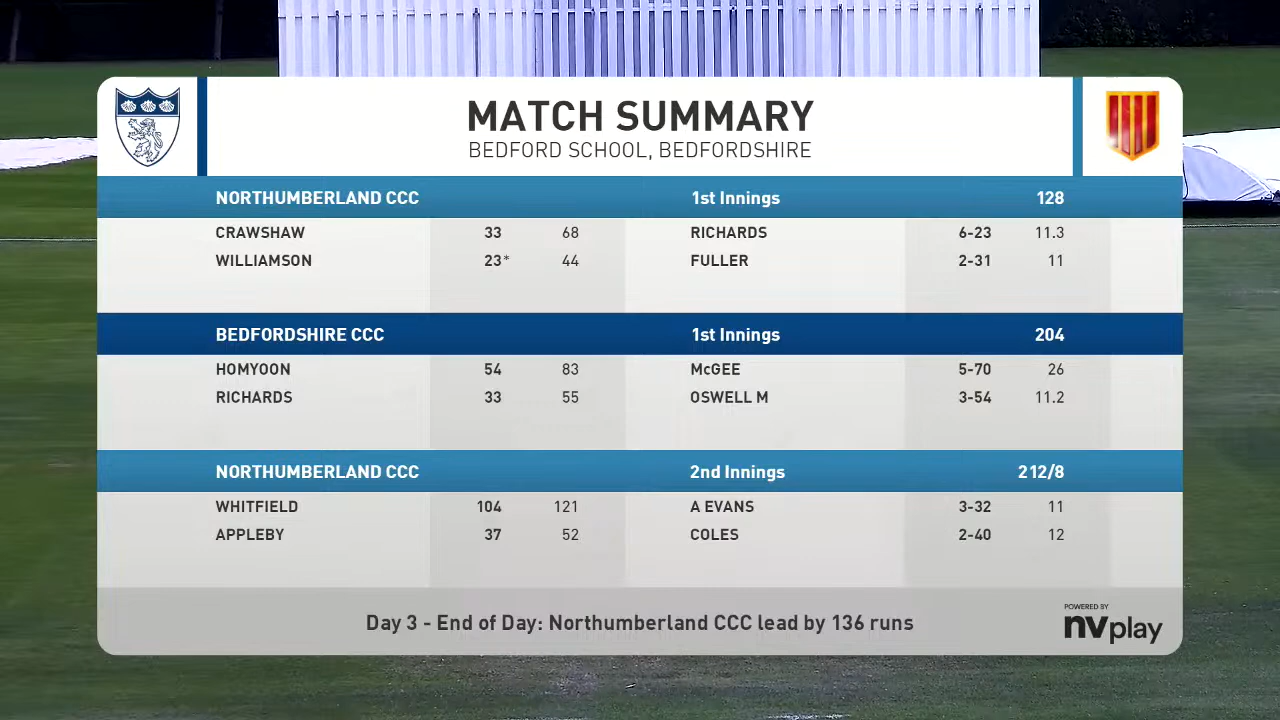 MATCH SUMMARY
BEDFORD SCHOOL, BEDFORDSHIRE
NORTHUMBERLAND CCC 1st Innings 128
CRAWSHAW 33 68 RICHARDS 6-23 11.3
WILLIAMSON 23* 44 FULLER 2-31 11
BEDFORDSHIRE CCC 1st Innings 204
HOMYOON 54 83 McGEE 5-70 26
RICHARDS 33 55 OSWELL M 3-54 11.2
NORTHUMBERLAND CCC 2nd Innings 212/8
WHITFIELD 104 121 A EVANS 3-32 11
APPLEBY 37 52 COLES 2-40 12
Day 3 - End of Day: Northumberland CCC lead by 136 runs
POWERED BY
nvplay